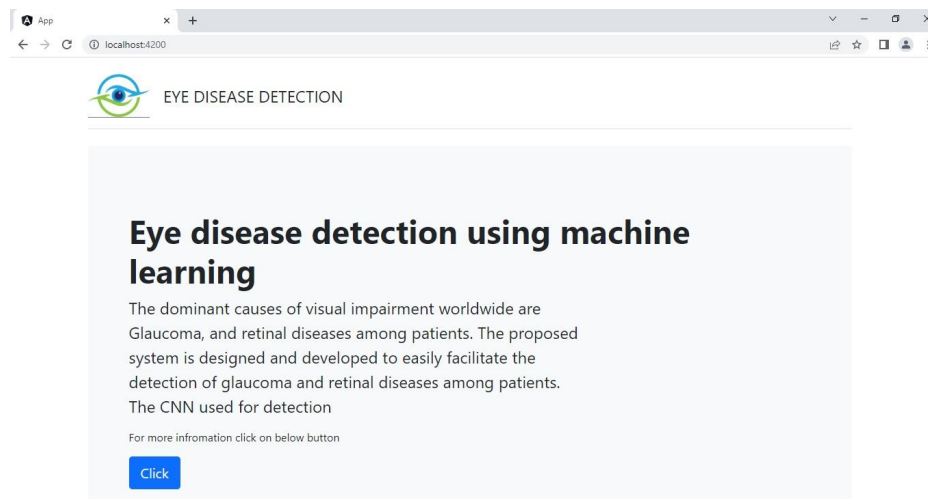 App
localhost:4200
EYE DISEASE DETECTION
Eye disease detection using machine
learning
The dominant causes of visual impairment worldwide are
Glaucoma, and retinal diseases among patients. The proposed
system is designed and developed to easily facilitate the
detection of glaucoma and retinal diseases among patients.
The CNN used for detection
For more infromation click on below button
Click